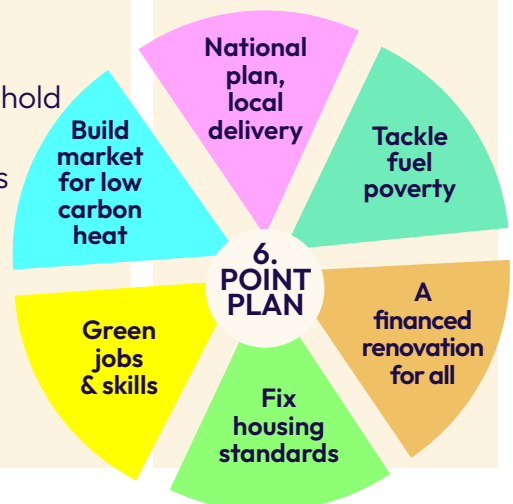 hold
s
National
plan,
local
delivery
Tackle
fuel
poverty
A
financed
renovation
for all
Fix
housing
standards
Green
jobs
& skills
Build
market
for low
carbon
heat
6.
POINT
PLAN